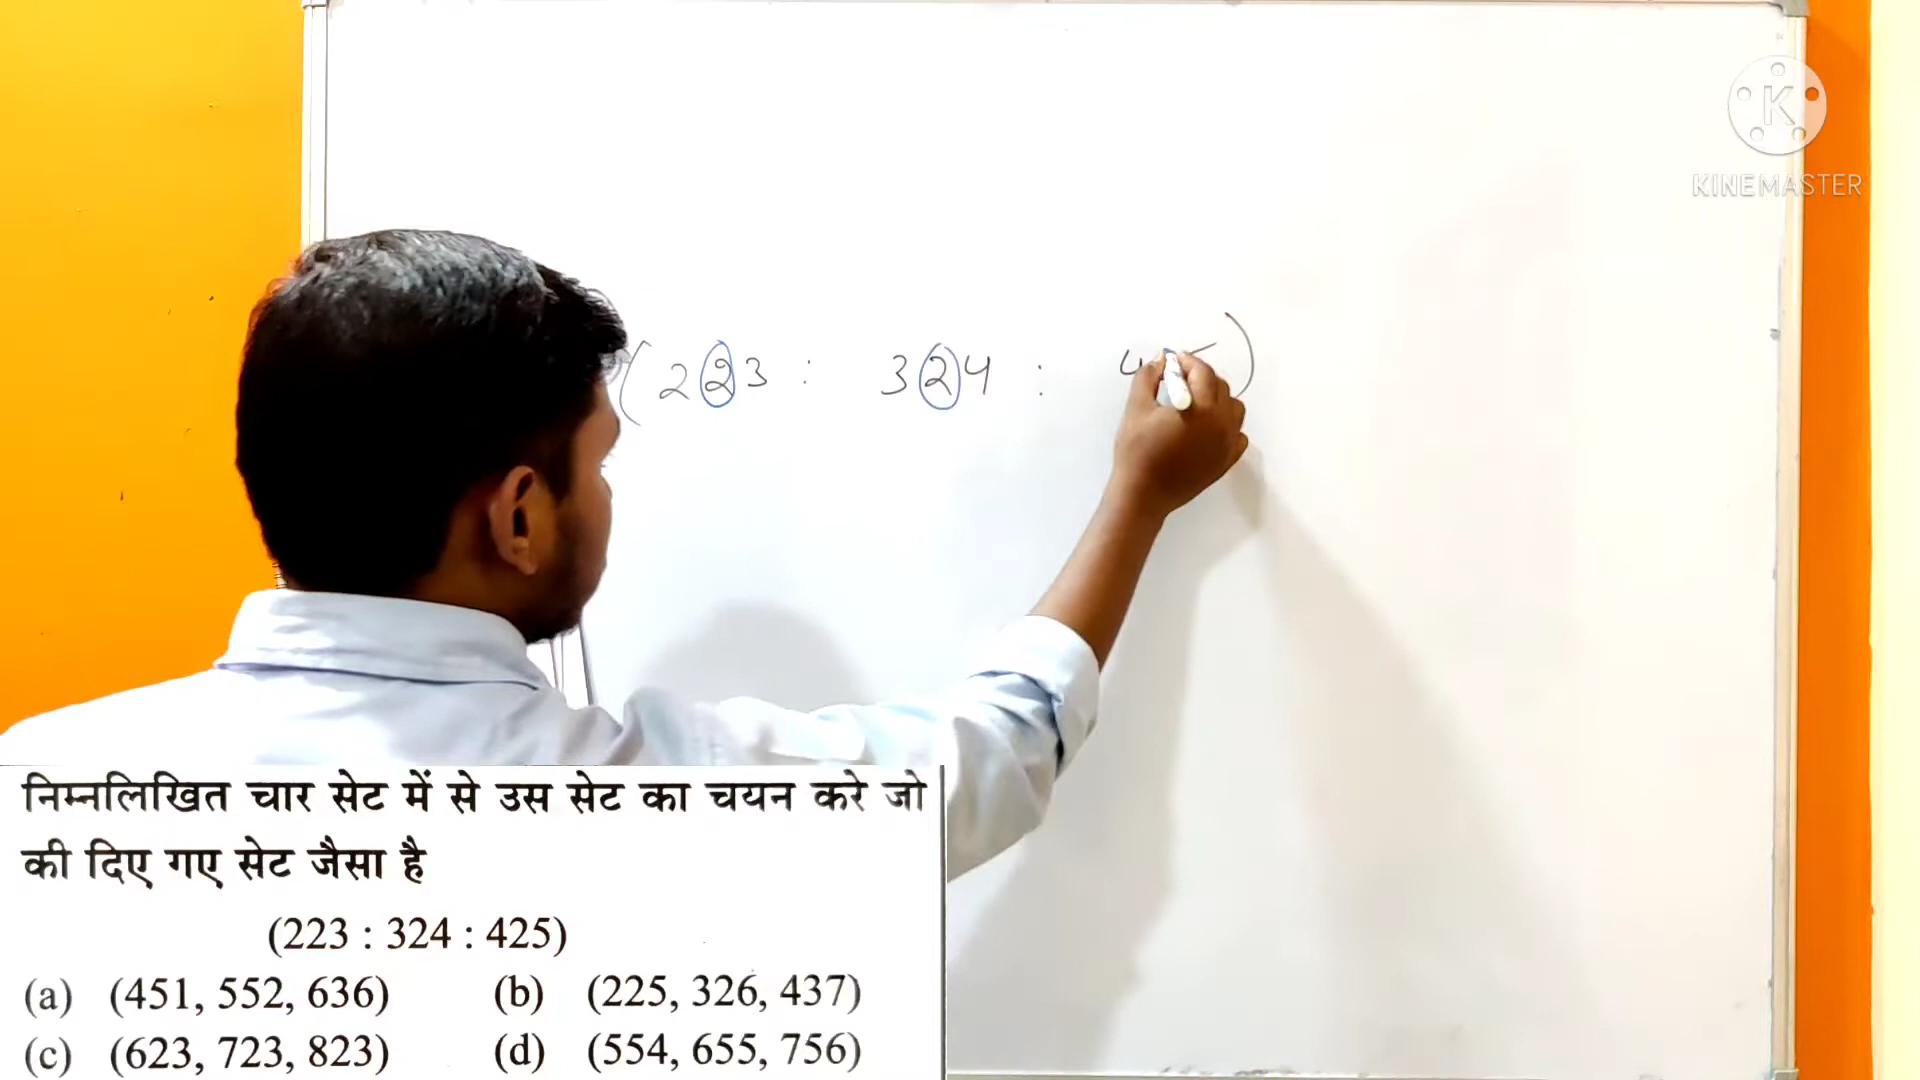 K
KINEMASTER
(223 : 324 : 4
निम्नलिखित चार सेट में से उस सेट का चयन करे जो
की दिए गए सेट जैसा है
(223 : 324 : 425)
(a) (451, 552, 636) (b) (225, 326, 437)
(c) (623, 723, 823) (d) (554, 655, 756)